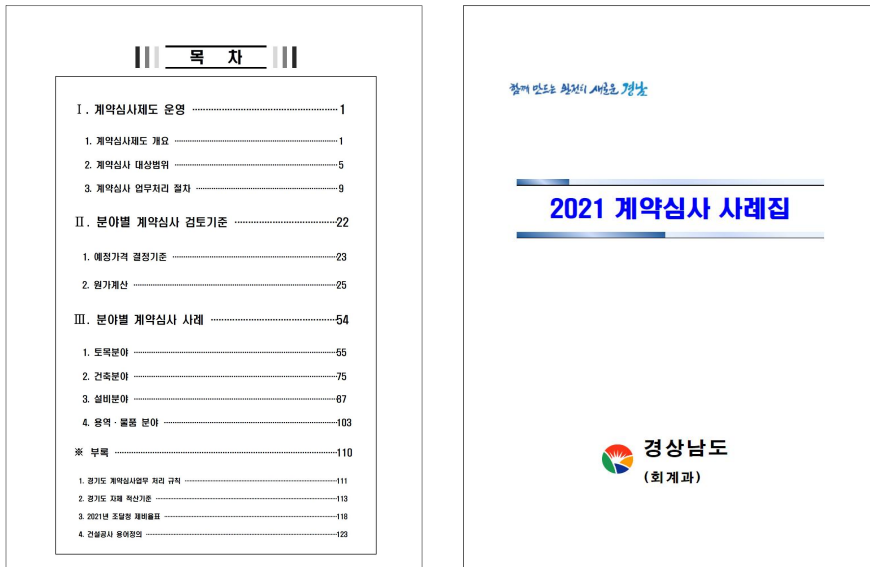 목 차
Ⅰ. 계약심사제도 운영 ··· 1
1. 계약심사제도 개요 ··· 1
2. 계약심사 대상범위 ··· 5
3. 계약심사 업무처리 절차 ··· 9
Ⅱ. 분야별 계약심사 검토기준 ··· 22
1. 예정가격 결정기준 ··· 23
2. 원가계산 ··· 25
Ⅲ. 분야별 계약심사 사례 ··· 54
1. 토목분야 ··· 55
2. 건축분야 ··· 75
3. 설비분야 ··· 87
4. 용역·물품 분야 ··· 103
※ 부록 ··· 110
1. 경기도 계약심사업무 처리 규칙 ··· 111
2. 경기도 자체 적산기준 ··· 113
3. 2021년 조달청 제비율표 ··· 118
4. 건설공사 용어정의 ··· 123
함께 만드는 완전히 새로운 경남
2021 계약심사 사례집
경상남도
(회계과)